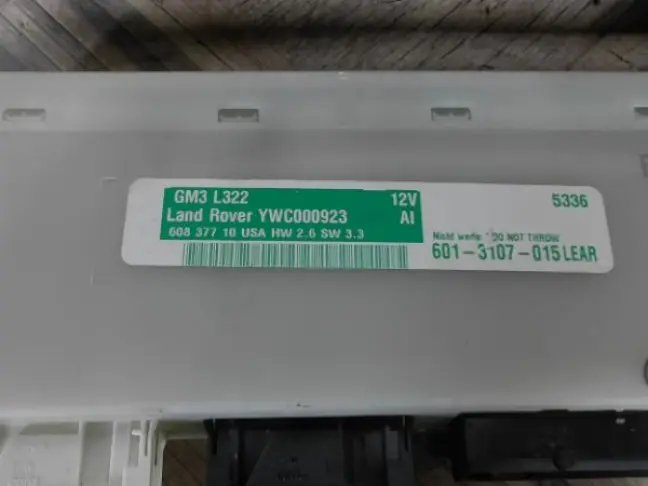 GM3 L322 12V 5336
Land Rover YWC000923 AI
608 377 10 USA HW 2.6 SW 3.3
Nicht werfen DO NOT THROW
601-3107-015 LEAR